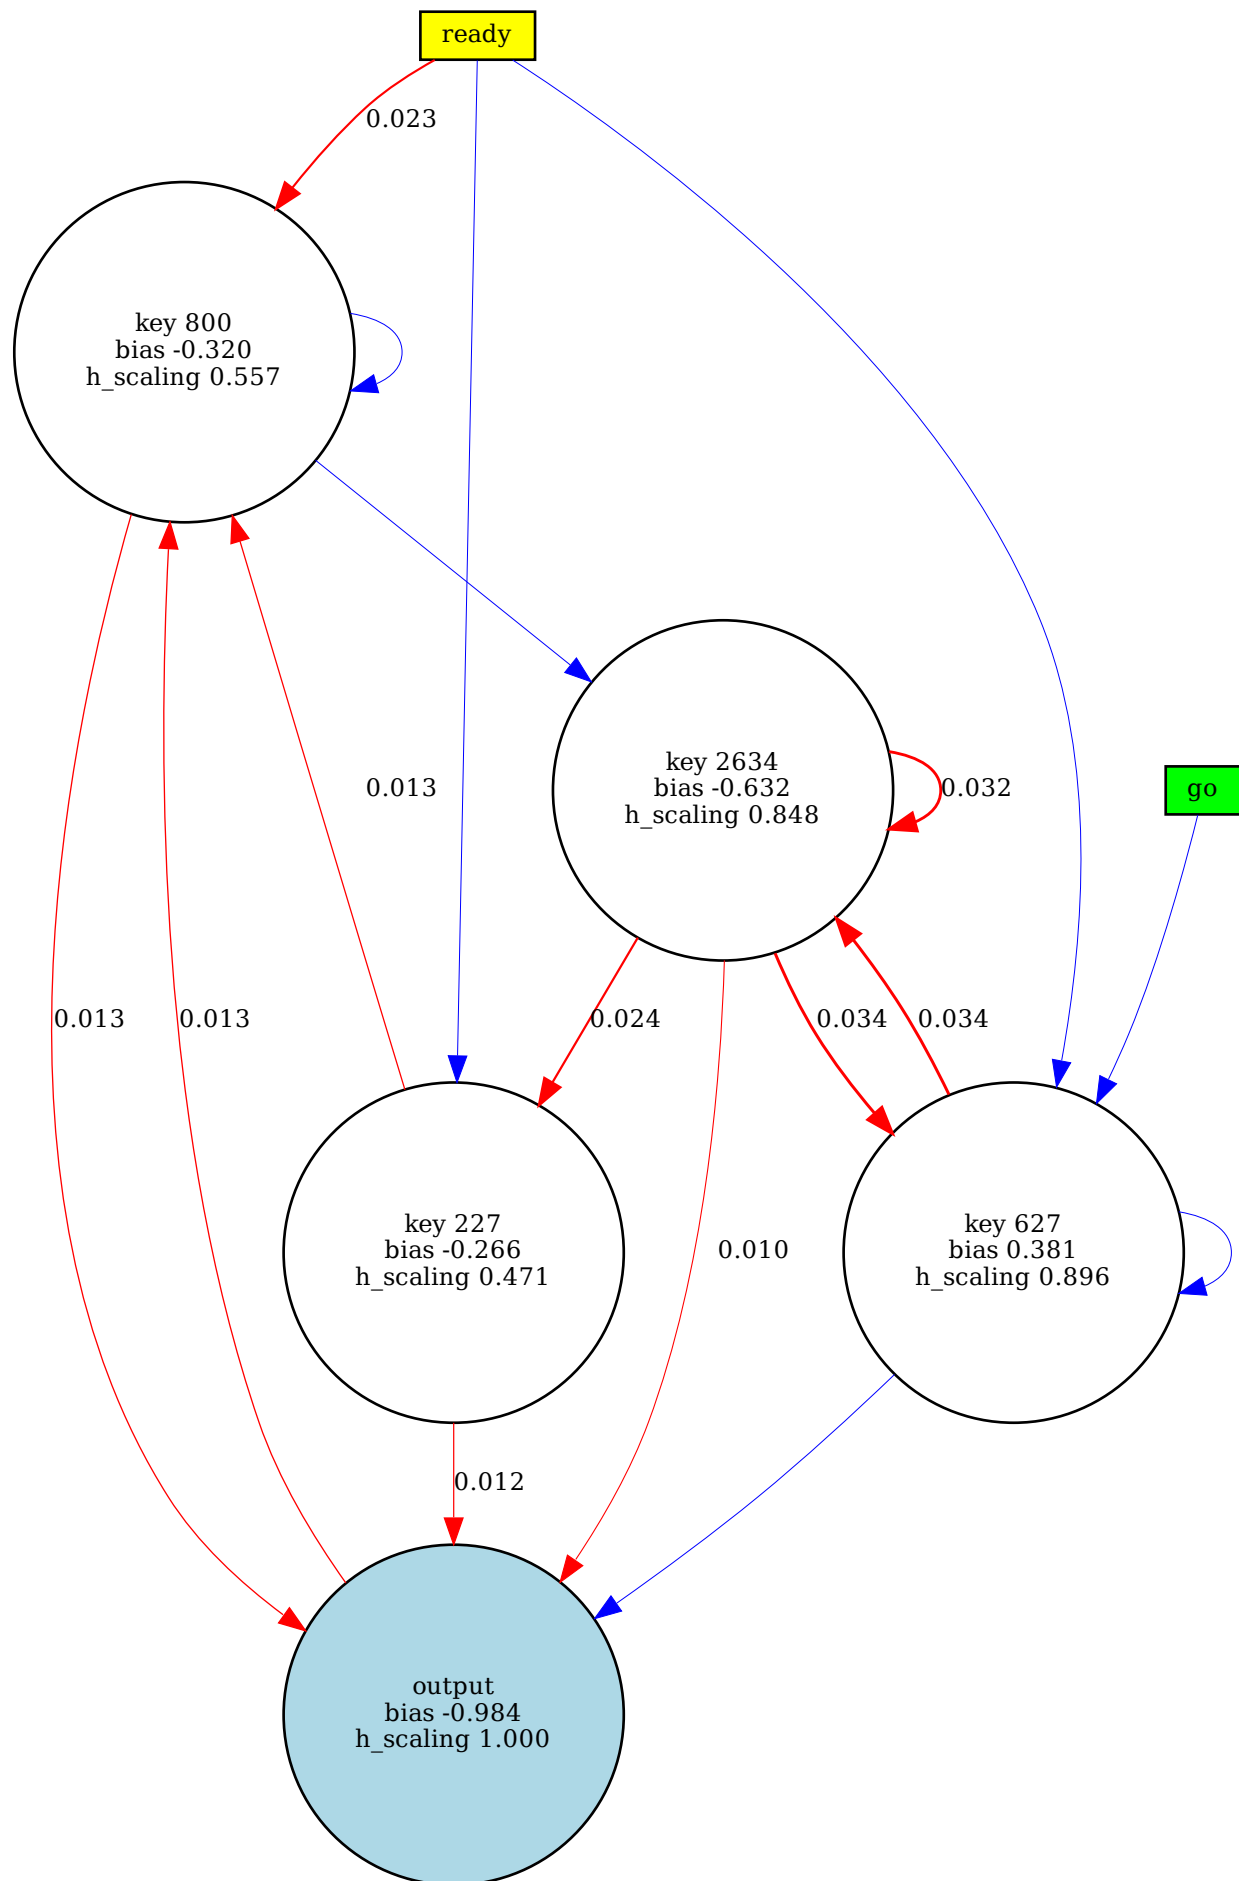 ready
0.023
key 800
bias -0.320
h_scaling 0.557
key 2634
bias -0.632
h_scaling 0.848
0.013
0.032
go
0.013
0.013
0.024
0.034
0.034
key 227
bias -0.266
h_scaling 0.471
0.010
key 627
bias 0.381
h_scaling 0.896
0.012
output
bias -0.984
h_scaling 1.000